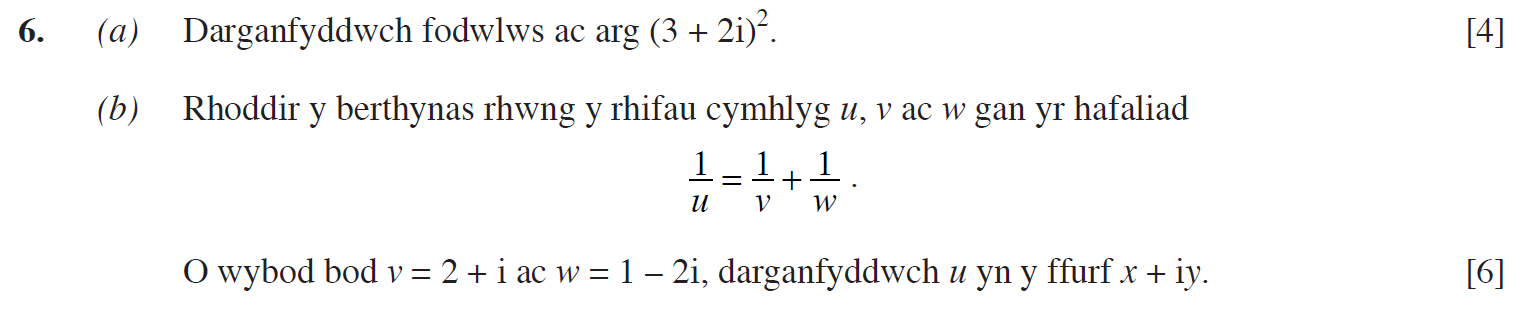 6. (a) Darganfyddwch fodwlws ac arg (3 + 2i)². [4]
(b) Rhoddir y berthynas rhwng y rhifau cymhlyg u, v ac w gan yr hafaliad
1/u = 1/v + 1/w .
O wybod bod v = 2 + i ac w = 1 – 2i, darganfyddwch u yn y ffurf x + iy. [6]